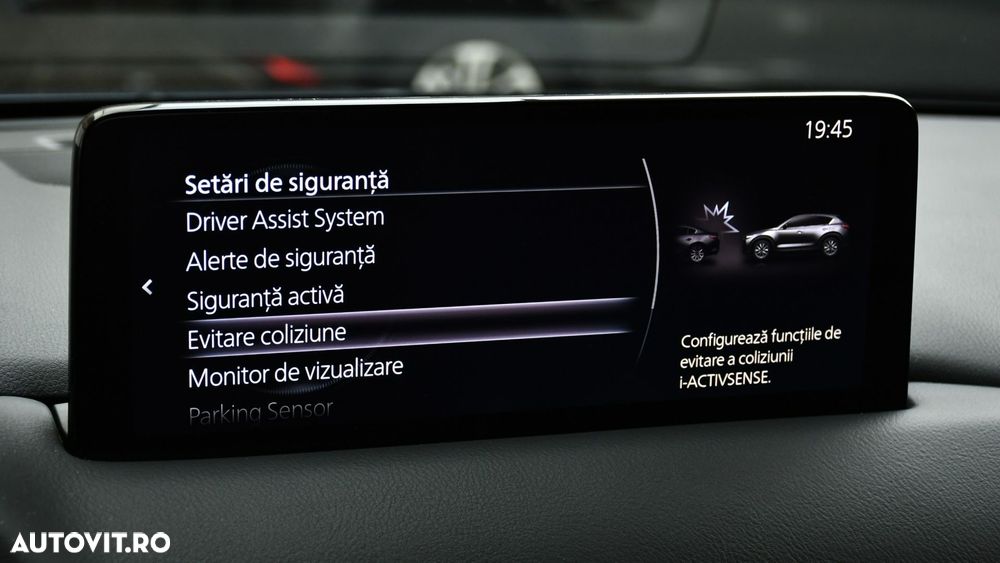 19:45
Setări de siguranță
Driver Assist System
Alerte de siguranță
Siguranță activă
Evitare coliziune
Monitor de vizualizare
Parking Sensor
Configurează funcțiile de
evitare a coliziunii
i-ACTIVSENSE.
AUTOVIT.RO